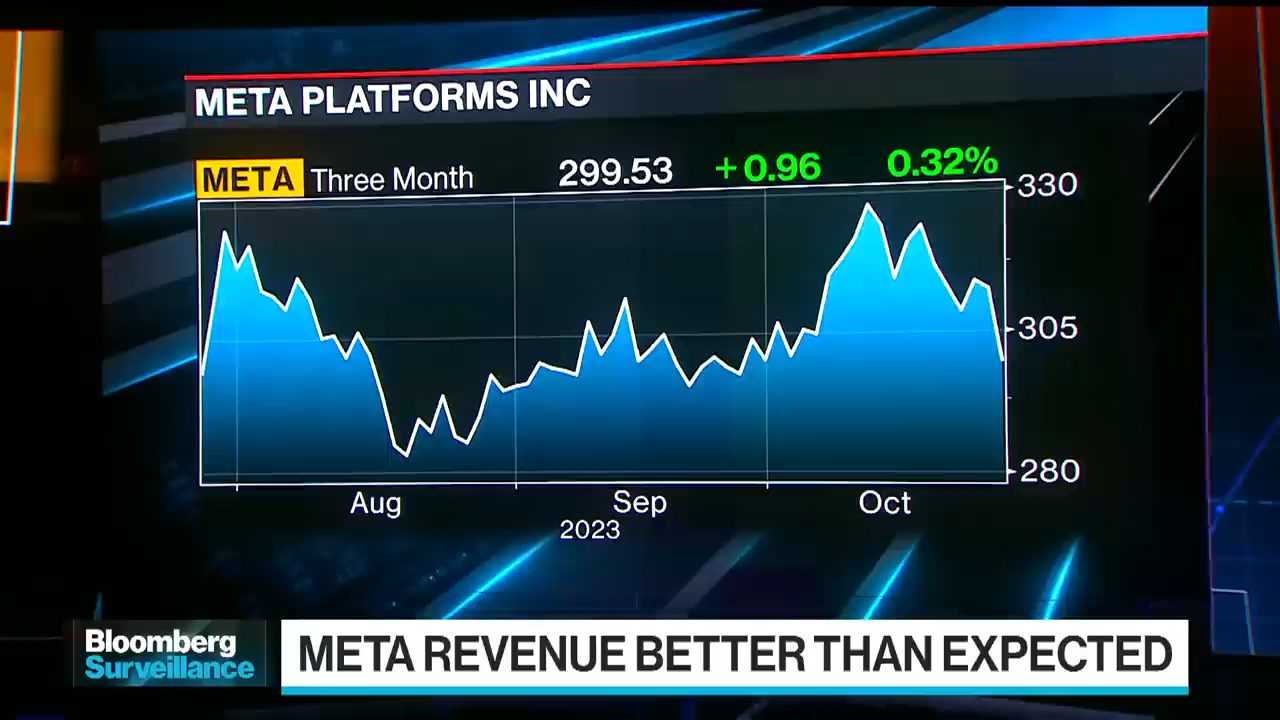 META PLATFORMS INC
META Three Month 299.53 +0.96 0.32%
330
305
280
Aug Sep Oct
2023
Bloomberg
Surveillance
META REVENUE BETTER THAN EXPECTED